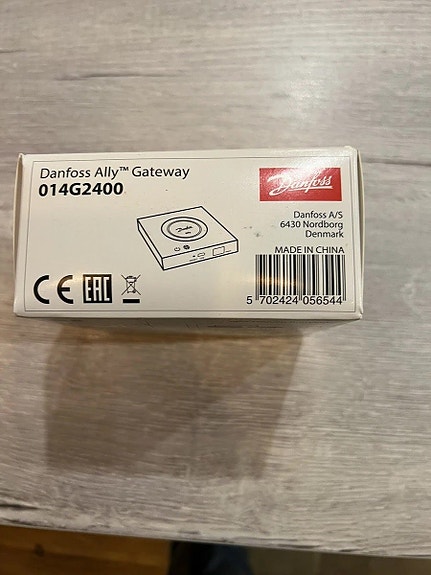 Danfoss Ally™ Gateway
014G2400
Danfoss
Danfoss A/S
6430 Nordborg
Denmark
MADE IN CHINA
CE EAC
5 702424 056544